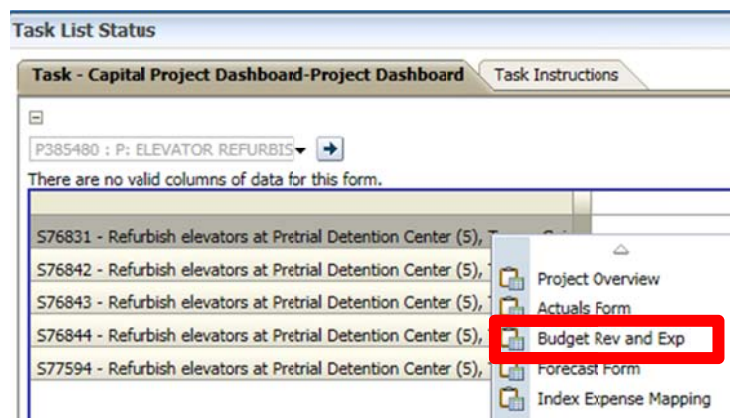 Task List Status
Task - Capital Project Dashboard-Project Dashboard Task Instructions
P385480 : P: ELEVATOR REFURBIS
There are no valid columns of data for this form.
S76831 - Refurbish elevators at Pretrial Detention Center (5),
S76842 - Refurbish elevators at Pretrial Detention Center (5),
S76843 - Refurbish elevators at Pretrial Detention Center (5),
S76844 - Refurbish elevators at Pretrial Detention Center (5),
S77594 - Refurbish elevators at Pretrial Detention Center (5),
Project Overview
Actuals Form
Budget Rev and Exp
Forecast Form
Index Expense Mapping